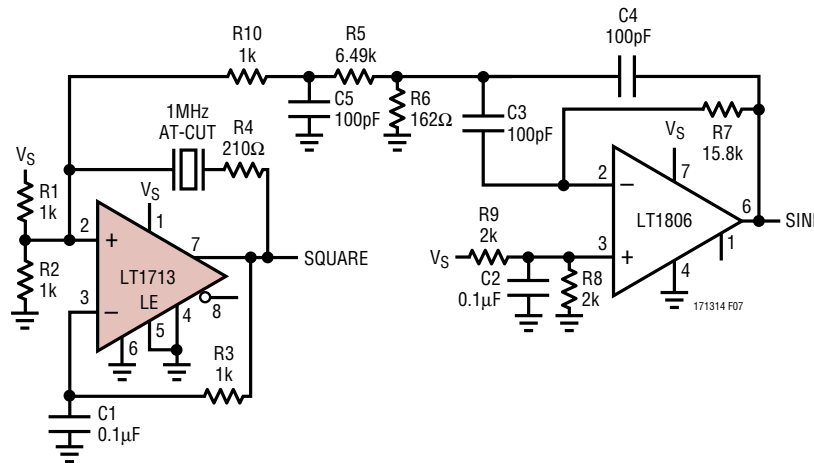 C4
100pF
R10
1k
R5
6.49k
C5
100pF
R6
162Ω
C3
100pF
R7
15.8k
1MHz
AT-CUT
R4
210Ω
VS
R1
1k
R2
1k
VS
1
2
+
3
−
LT1713
LE
7
8
4
5
6
SQUARE
R3
1k
C1
0.1µF
VS
7
2
−
3
+
LT1806
6
1
4
R9
2k
VS
C2
0.1µF
R8
2k
171314 F07